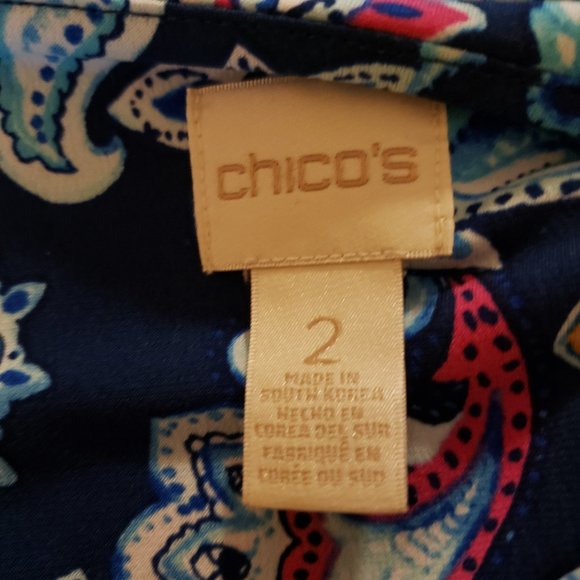 chico's
2
MADE IN
SOUTH KOREA
HECHO EN
COREA DEL SUR
FABRIQUÉ EN
CORÉE DU SUD